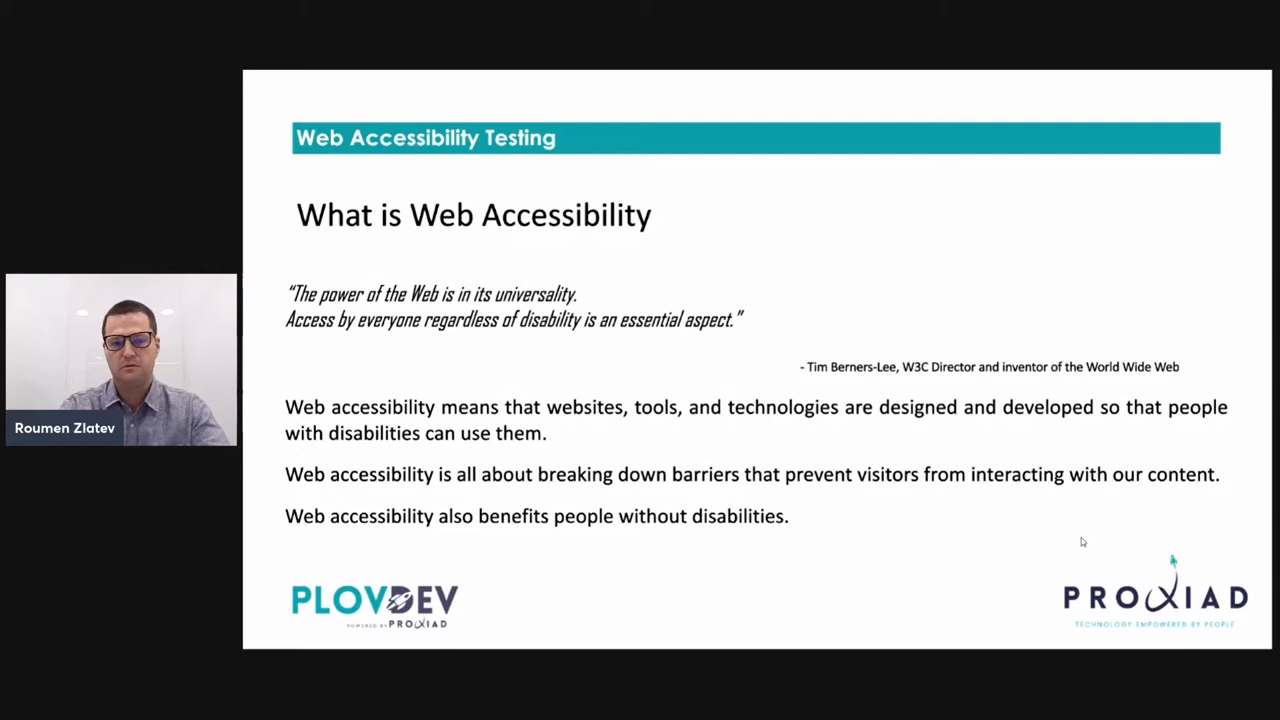 Web Accessibility Testing
What is Web Accessibility
“The power of the Web is in its universality.
Access by everyone regardless of disability is an essential aspect.”
- Tim Berners-Lee, W3C Director and inventor of the World Wide Web
Roumen Zlatev
Web accessibility means that websites, tools, and technologies are designed and developed so that people
with disabilities can use them.
Web accessibility is all about breaking down barriers that prevent visitors from interacting with our content.
Web accessibility also benefits people without disabilities.
PLOVDEV
POWERED BY PROXIAD
PROXIAD
TECHNOLOGY EMPOWERED BY PEOPLE